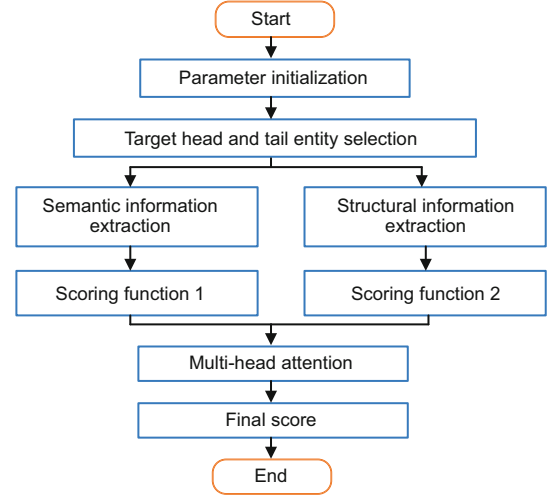 Start
Parameter initialization
Target head and tail entity selection
Semantic information
extraction
Structural information
extraction
Scoring function 1
Scoring function 2
Multi-head attention
Final score
End